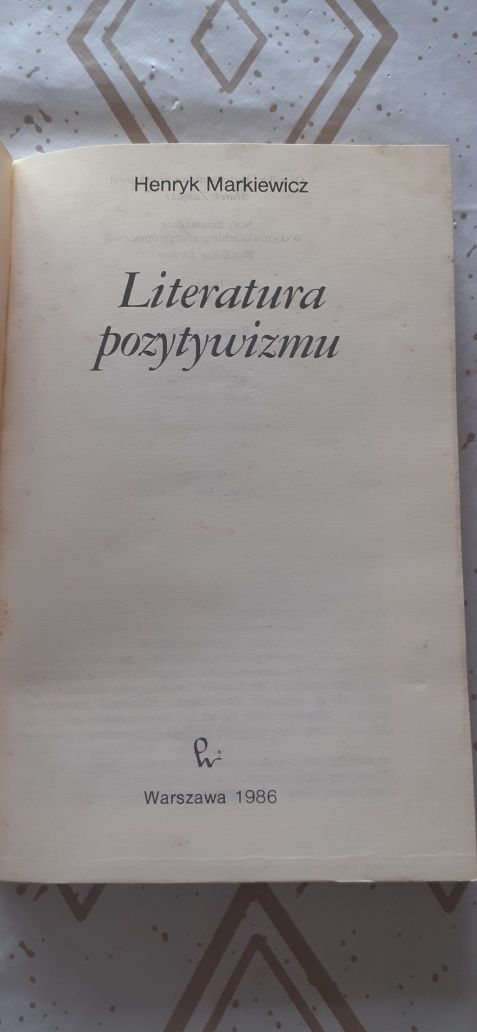 Henryk Markiewicz
Literatura
pozytywizmu
Warszawa 1986